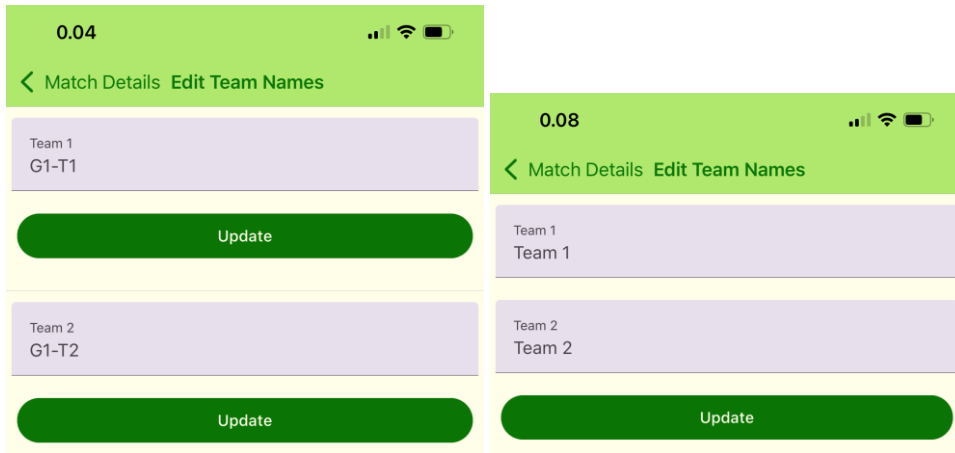 0.04
Match Details Edit Team Names
Team 1
G1-T1
Update
Team 2
G1-T2
Update
0.08
Match Details Edit Team Names
Team 1
Team 1
Team 2
Team 2
Update